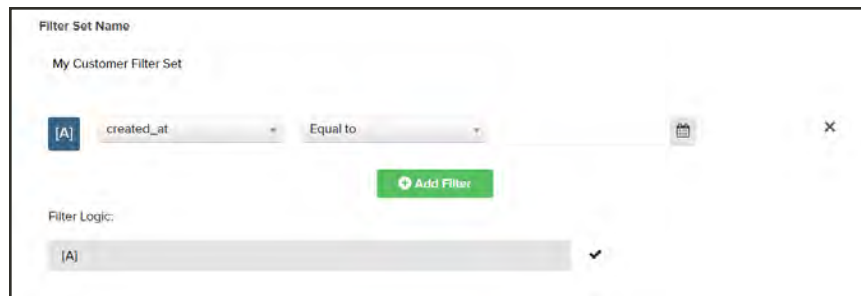 Filter Set Name
My Customer Filter Set
[A] created_at Equal to
Add Filter
Filter Logic:
[A]